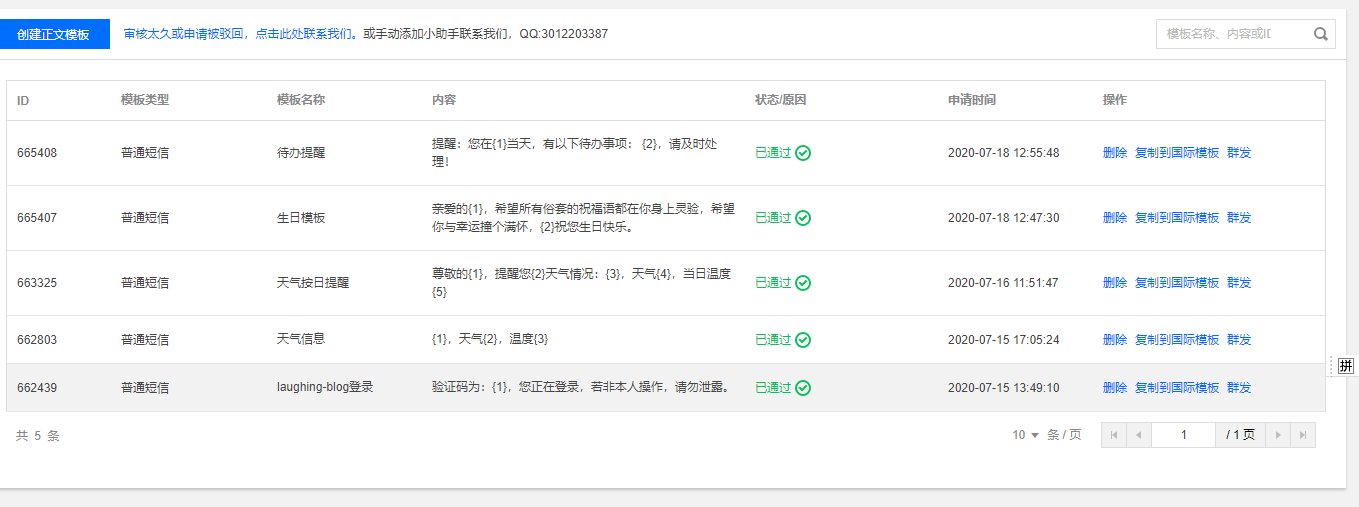 创建正文模板 审核太久或申请被驳回，点击此处联系我们。或手动添加小助手联系我们，QQ:3012203387 模板名称、内容或ID
ID 模板类型 模板名称 内容 状态/原因 申请时间 操作
665408 普通短信 待办提醒 提醒：您在{1}当天，有以下待办事项： {2}，请及时处 已通过 2020-07-18 12:55:48 删除 复制到国际模板 群发
理！
665407 普通短信 生日模板 亲爱的{1}，希望所有俗套的祝福语都在你身上灵验，希望 已通过 2020-07-18 12:47:30 删除 复制到国际模板 群发
你与幸运撞个满怀，{2}祝您生日快乐。
663325 普通短信 天气按日提醒 尊敬的{1}，提醒您{2}天气情况：{3}，天气{4}，当日温度 已通过 2020-07-16 11:51:47 删除 复制到国际模板 群发
{5}
662803 普通短信 天气信息 {1}，天气{2}，温度{3} 已通过 2020-07-15 17:05:24 删除 复制到国际模板 群发
662439 普通短信 laughing-blog登录 验证码为：{1}，您正在登录，若非本人操作，请勿泄露。 已通过 2020-07-15 13:49:10 删除 复制到国际模板 群发
拼
共 5 条 10 条 / 页 1 / 1 页